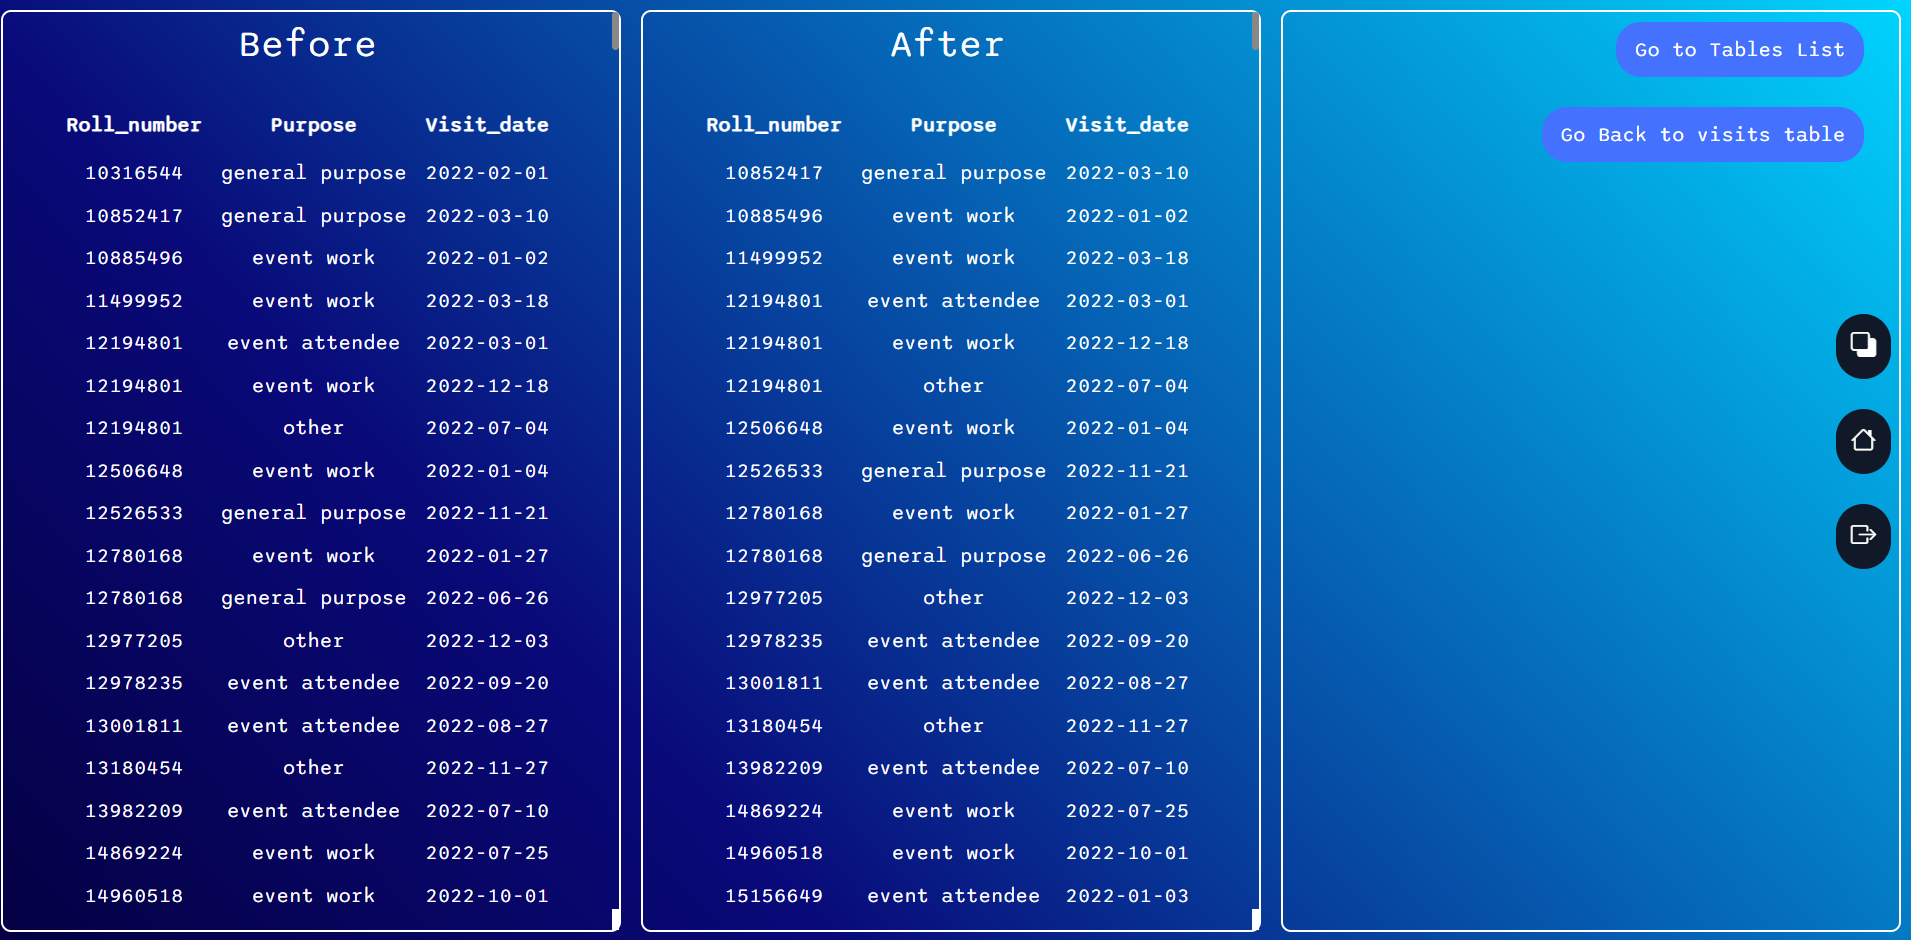 Before
Roll_number Purpose Visit_date
10316544 general purpose 2022-02-01
10852417 general purpose 2022-03-10
10885496 event work 2022-01-02
11499952 event work 2022-03-18
12194801 event attendee 2022-03-01
12194801 event work 2022-12-18
12194801 other 2022-07-04
12506648 event work 2022-01-04
12526533 general purpose 2022-11-21
12780168 event work 2022-01-27
12780168 general purpose 2022-06-26
12977205 other 2022-12-03
12978235 event attendee 2022-09-20
13001811 event attendee 2022-08-27
13180454 other 2022-11-27
13982209 event attendee 2022-07-10
14869224 event work 2022-07-25
14960518 event work 2022-10-01
After
Roll_number Purpose Visit_date
10852417 general purpose 2022-03-10
10885496 event work 2022-01-02
11499952 event work 2022-03-18
12194801 event attendee 2022-03-01
12194801 event work 2022-12-18
12194801 other 2022-07-04
12506648 event work 2022-01-04
12526533 general purpose 2022-11-21
12780168 event work 2022-01-27
12780168 general purpose 2022-06-26
12977205 other 2022-12-03
12978235 event attendee 2022-09-20
13001811 event attendee 2022-08-27
13180454 other 2022-11-27
13982209 event attendee 2022-07-10
14869224 event work 2022-07-25
14960518 event work 2022-10-01
15156649 event attendee 2022-01-03
Go to Tables List
Go Back to visits table